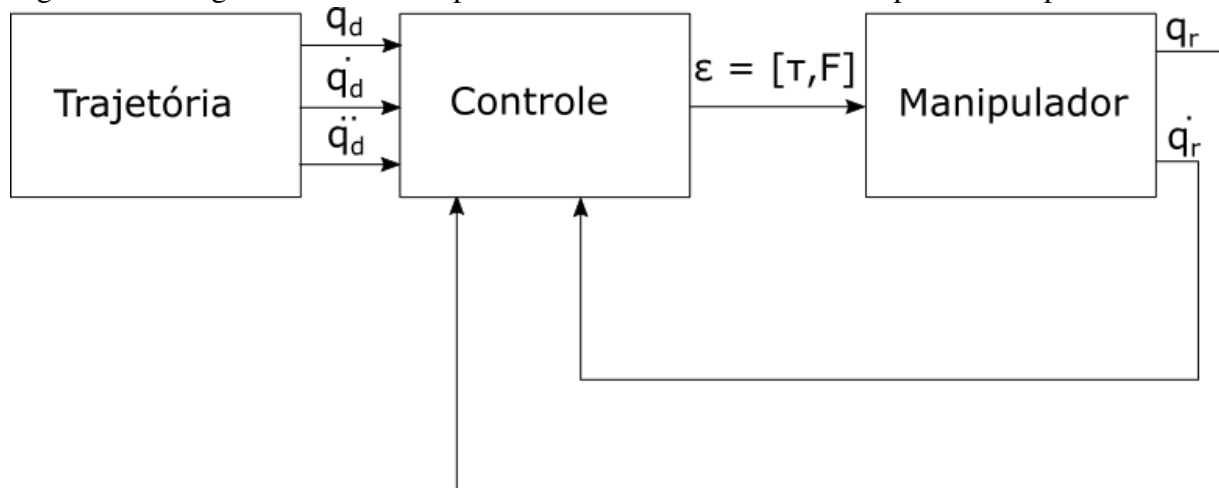 q_d
q̇_d
q̈_d
Trajetória
Controle
ε = [τ,F]
Manipulador
q_r
q̇_r